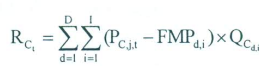 R_{C_t} = \sum_{d=1}^{D} \sum_{i=1}^{I} (P_{C,j,t} - FMP_{d,i}) \times Q_{C_{d,i}}